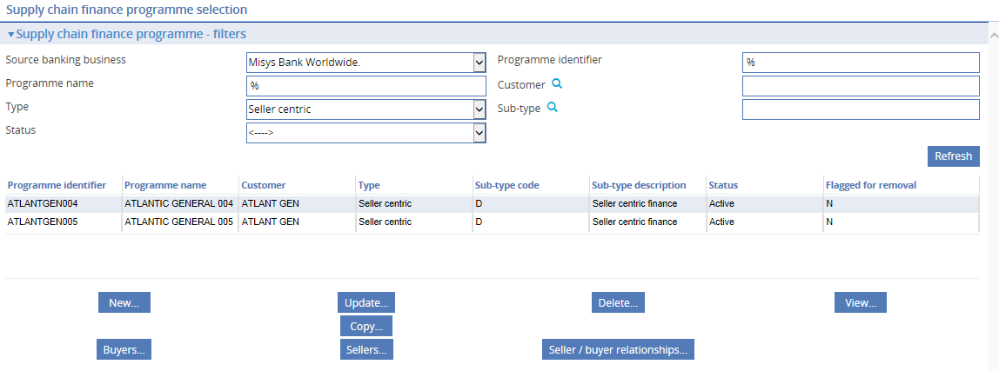 Supply chain finance programme selection
▾Supply chain finance programme - filters
Source banking business Misys Bank Worldwide. Programme identifier %
Programme name % Customer
Type Seller centric Sub-type
Status <---->
Refresh
Programme identifier Programme name Customer Type Sub-type code Sub-type description Status Flagged for removal
ATLANTGEN004 ATLANTIC GENERAL 004 ATLANT GEN Seller centric D Seller centric finance Active N
ATLANTGEN005 ATLANTIC GENERAL 005 ATLANT GEN Seller centric D Seller centric finance Active N
New... Update... Delete... View...
Copy...
Buyers... Sellers... Seller / buyer relationships...